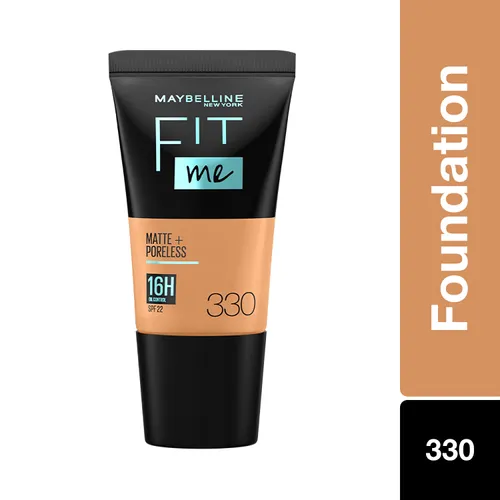 MAYBELLINE
NEW YORK
FIT
me
MATTE +
PORELESS
16H
OIL CONTROL
SPF 22
330
Foundation
330